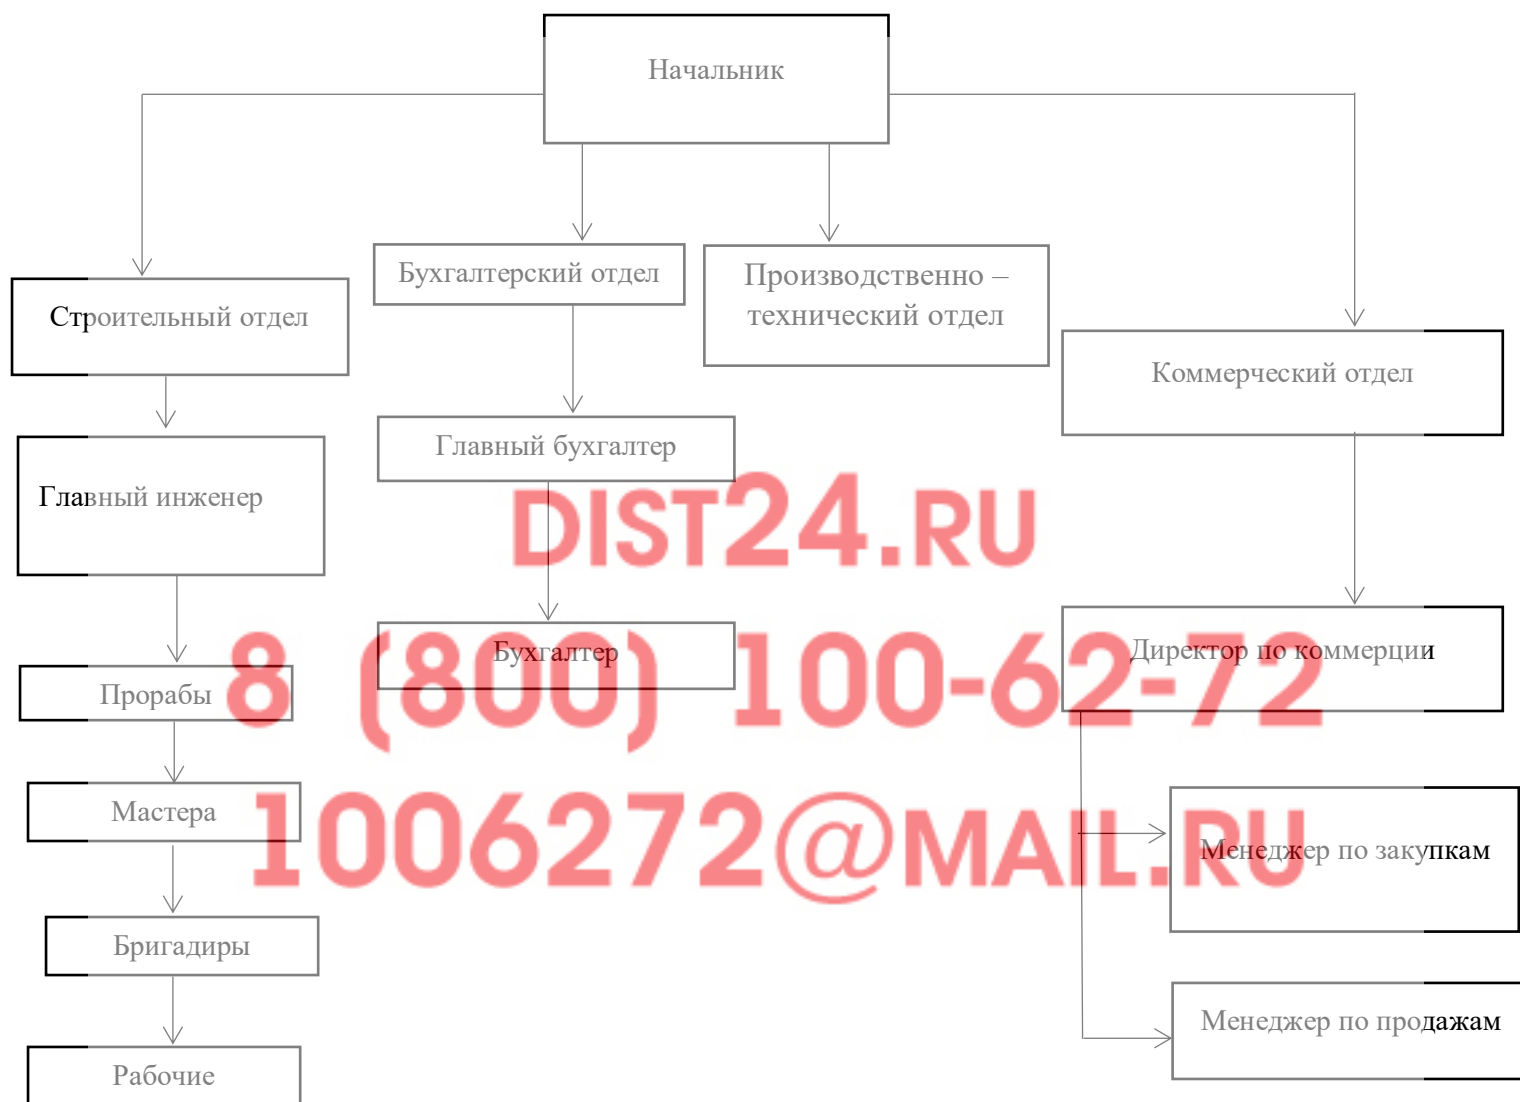 Начальник
Бухгалтерский отдел
Производственно –
технический отдел
Строительный отдел
Коммерческий отдел
Главный бухгалтер
Главный инженер
DIST24.RU
Бухгалтер
Директор по коммерции
Прорабы
8 (800) 100-62-72
Мастера
1006272@MAIL.RU
Менеджер по закупкам
Бригадиры
Менеджер по продажам
Рабочие